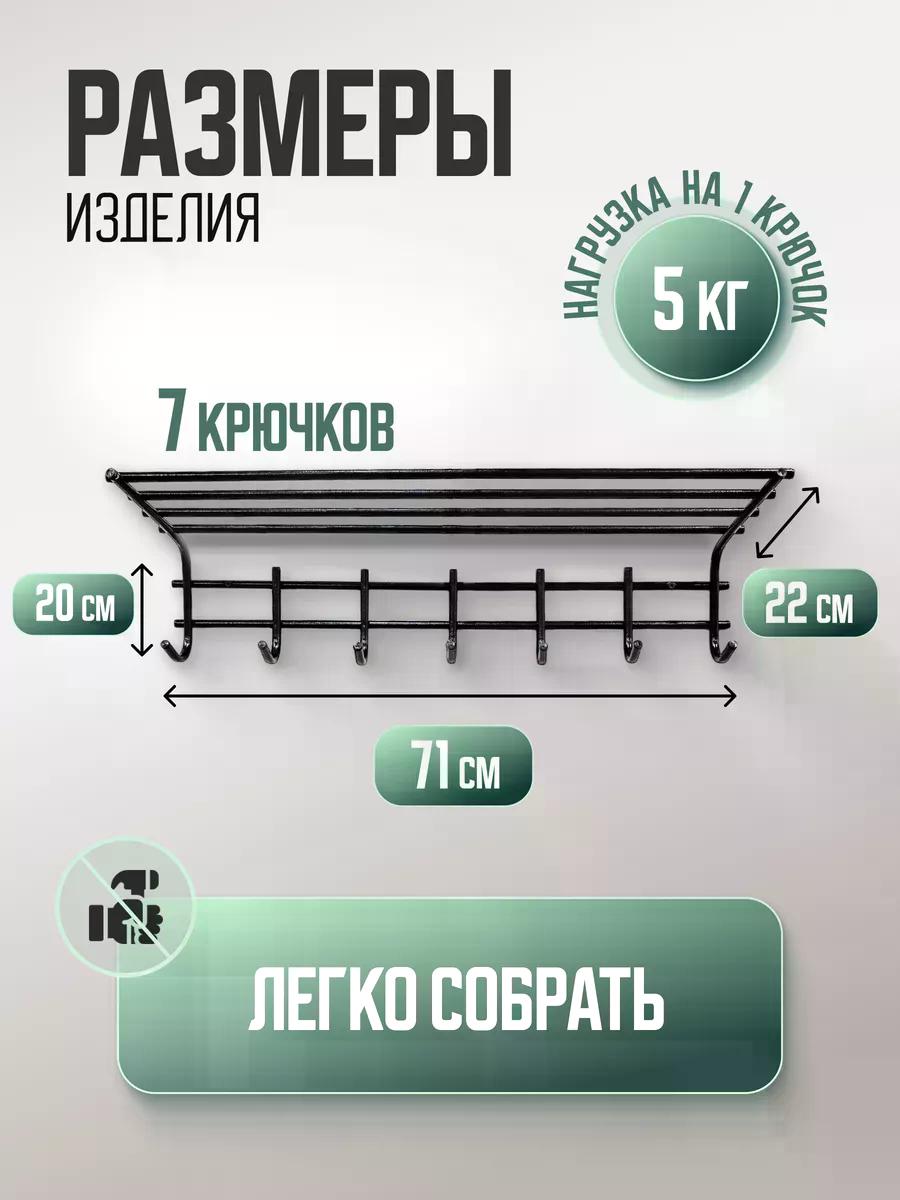 РАЗМЕРЫ
ИЗДЕЛИЯ
НАГРУЗКА НА 1 КРЮЧОК
5 КГ
7 КРЮЧКОВ
20 СМ
22 СМ
71 СМ
ЛЕГКО СОБРАТЬ